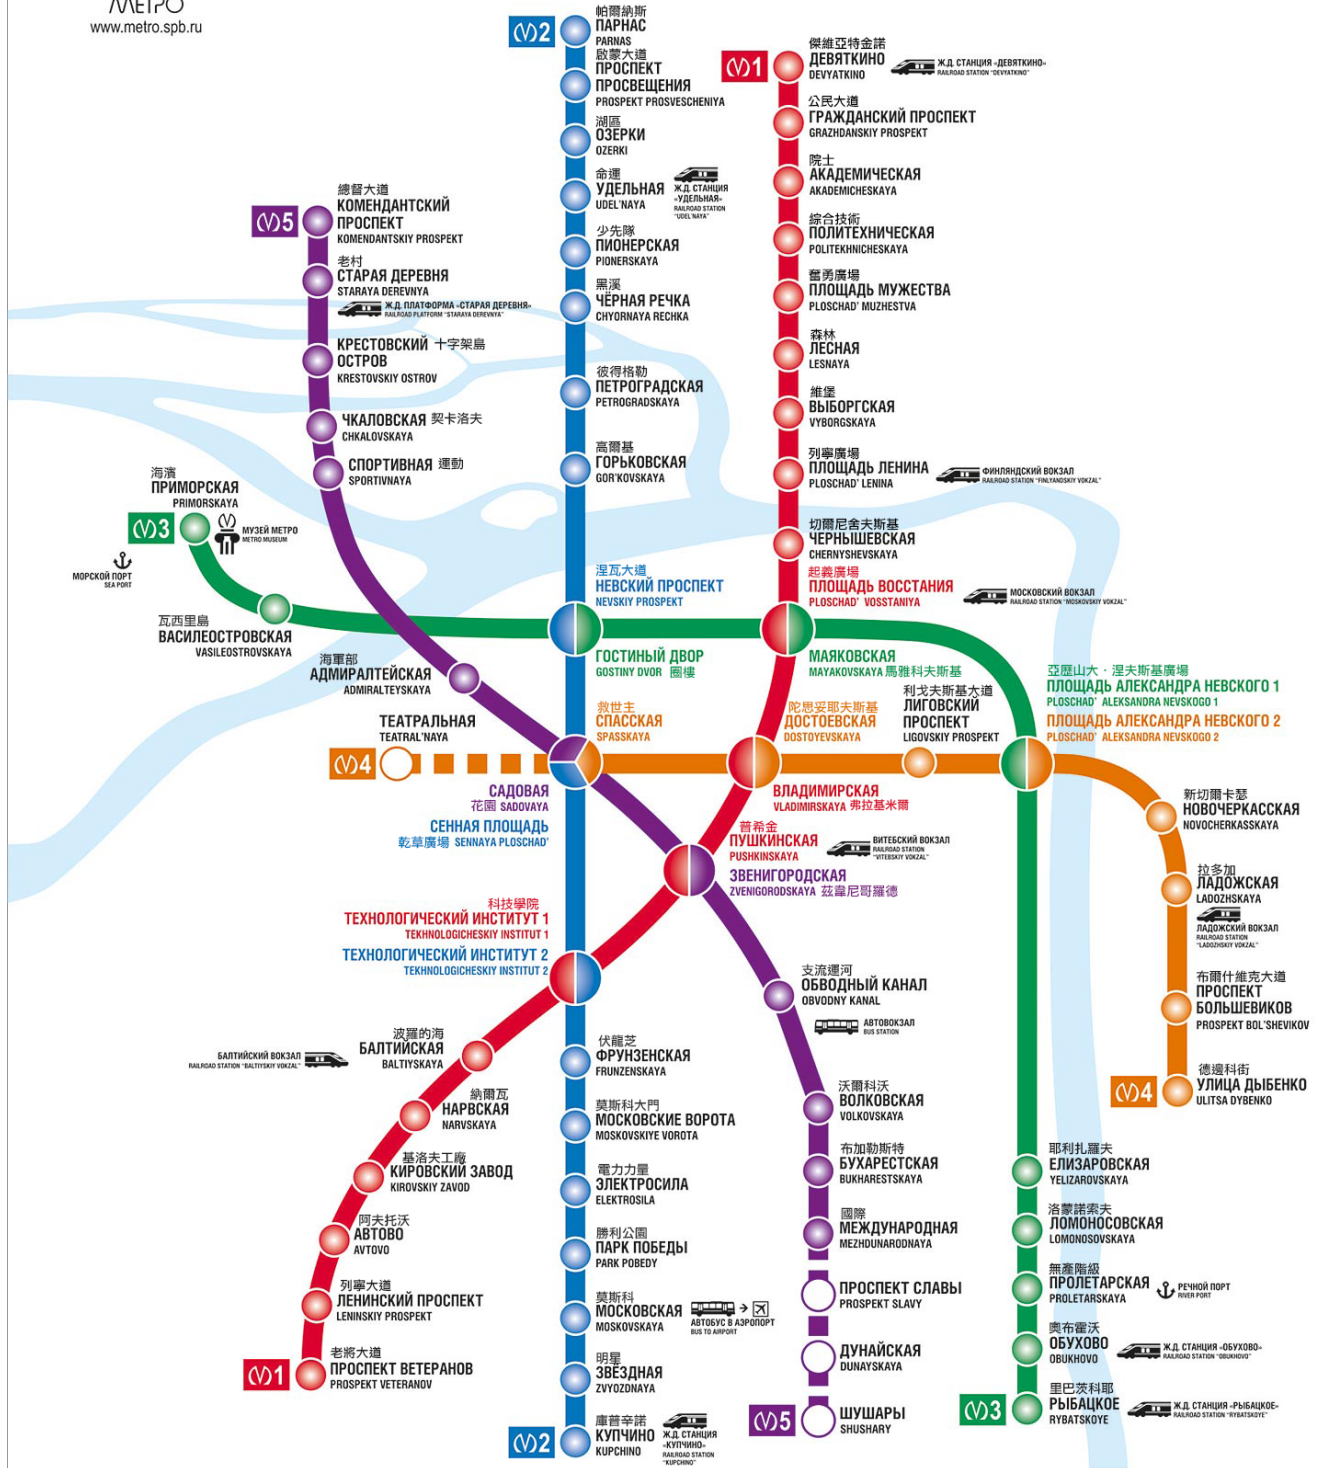 МЕТРО
www.metro.spb.ru
2
帕爾納斯
ПАРНАС
PARNAS
啟蒙大道
ПРОСПЕКТ
ПРОСВЕЩЕНИЯ
PROSPEKT PROSVESCHENIYA
湖區
ОЗЕРКИ
OZERKI
命運
УДЕЛЬНАЯ
UDEL'NAYA
Ж.Д. СТАНЦИЯ
«УДЕЛЬНАЯ»
RAILROAD STATION
"UDEL'NAYA"
少先隊
ПИОНЕРСКАЯ
PIONERSKAYA
黑溪
ЧЁРНАЯ РЕЧКА
CHYORNAYA RECHKA
彼得格勒
ПЕТРОГРАДСКАЯ
PETROGRADSKAYA
高爾基
ГОРЬКОВСКАЯ
GOR'KOVSKAYA
涅瓦大道
НЕВСКИЙ ПРОСПЕКТ
NEVSKIY PROSPEKT
ГОСТИНЫЙ ДВОР
GOSTINY DVOR 圈樓
1
傑維亞特金諾
ДЕВЯТКИНО
DEVYATKINO
Ж.Д. СТАНЦИЯ «ДЕВЯТКИНО»
RAILROAD STATION "DEVYATKINO"
公民大道
ГРАЖДАНСКИЙ ПРОСПЕКТ
GRAZHDANSKIY PROSPEKT
院士
АКАДЕМИЧЕСКАЯ
AKADEMICHESKAYA
綜合技術
ПОЛИТЕХНИЧЕСКАЯ
POLITEKHNICHESKAYA
奮勇廣場
ПЛОЩАДЬ МУЖЕСТВА
PLOSCHAD' MUZHESTVA
森林
ЛЕСНАЯ
LESNAYA
維堡
ВЫБОРГСКАЯ
VYBORGSKAYA
列寧廣場
ПЛОЩАДЬ ЛЕНИНА
PLOSCHAD' LENINA
ФИНЛЯНДСКИЙ ВОКЗАЛ
RAILROAD STATION "FINLYANDSKIY VOKZAL"
切爾尼舍夫斯基
ЧЕРНЫШЕВСКАЯ
CHERNYSHEVSKAYA
起義廣場
ПЛОЩАДЬ ВОССТАНИЯ
PLOSCHAD' VOSSTANIYA
МОСКОВСКИЙ ВОКЗАЛ
RAILROAD STATION "MOSKOVSKIY VOKZAL"
МАЯКОВСКАЯ
MAYAKOVSKAYA 馬雅科夫斯基
5
總督大道
КОМЕНДАНТСКИЙ
ПРОСПЕКТ
KOMENDANTSKIY PROSPEKT
老村
СТАРАЯ ДЕРЕВНЯ
STARAYA DEREVNYA
Ж.Д. ПЛАТФОРМА «СТАРАЯ ДЕРЕВНЯ»
RAILROAD PLATFORM "STARAYA DEREVNYA"
КРЕСТОВСКИЙ 十字架島
ОСТРОВ
KRESTOVSKIY OSTROV
ЧКАЛОВСКАЯ 契卡洛夫
CHKALOVSKAYA
СПОРТИВНАЯ 運動
SPORTIVNAYA
海濱
ПРИМОРСКАЯ
PRIMORSKAYA
3
МУЗЕЙ МЕТРО
METRO MUSEUM
МОРСКОЙ ПОРТ
SEA PORT
瓦西里島
ВАСИЛЕОСТРОВСКАЯ
VASILEOSTROVSKAYA
海軍部
АДМИРАЛТЕЙСКАЯ
ADMIRALTEYSKAYA
ТЕАТРАЛЬНАЯ
TEATRAL'NAYA
4
救世主
СПАССКАЯ
SPASSKAYA
САДОВАЯ
花園 SADOVAYA
СЕННАЯ ПЛОЩАДЬ
乾草廣場 SENNAYA PLOSCHAD'
陀思妥耶夫斯基
ДОСТОЕВСКАЯ
DOSTOYEVSKAYA
ВЛАДИМИРСКАЯ
VLADIMIRSKAYA 弗拉基米爾
利戈夫斯基大道
ЛИГОВСКИЙ
ПРОСПЕКТ
LIGOVSKIY PROSPEKT
亞歷山大·涅夫斯基廣場
ПЛОЩАДЬ АЛЕКСАНДРА НЕВСКОГО 1
PLOSCHAD' ALEKSANDRA NEVSKOGO 1
ПЛОЩАДЬ АЛЕКСАНДРА НЕВСКОГО 2
PLOSCHAD' ALEKSANDRA NEVSKOGO 2
新切爾卡瑟
НОВОЧЕРКАССКАЯ
NOVOCHERKASSKAYA
拉多加
ЛАДОЖСКАЯ
LADOZHSKAYA
ЛАДОЖСКИЙ ВОКЗАЛ
RAILROAD STATION
"LADOZHSKIY VOKZAL"
布爾什維克大道
ПРОСПЕКТ
БОЛЬШЕВИКОВ
PROSPEKT BOL'SHEVIKOV
4
德邊科街
УЛИЦА ДЫБЕНКО
ULITSA DYBENKO
普希金
ПУШКИНСКАЯ
PUSHKINSKAYA
ВИТЕБСКИЙ ВОКЗАЛ
RAILROAD STATION
"VITEBSKIY VOKZAL"
ЗВЕНИГОРОДСКАЯ
ZVENIGORODSKAYA 茲韋尼哥羅德
科技學院
ТЕХНОЛОГИЧЕСКИЙ ИНСТИТУТ 1
TEKHNOLOGICHESKIY INSTITUT 1
ТЕХНОЛОГИЧЕСКИЙ ИНСТИТУТ 2
TEKHNOLOGICHESKIY INSTITUT 2
波羅的海
БАЛТИЙСКАЯ
BALTIYSKAYA
БАЛТИЙСКИЙ ВОКЗАЛ
RAILROAD STATION "BALTIYSKIY VOKZAL"
納爾瓦
НАРВСКАЯ
NARVSKAYA
基洛夫工廠
КИРОВСКИЙ ЗАВОД
KIROVSKIY ZAVOD
阿夫托沃
АВТОВО
AVTOVO
列寧大道
ЛЕНИНСКИЙ ПРОСПЕКТ
LENINSKIY PROSPEKT
1
老將大道
ПРОСПЕКТ ВЕТЕРАНОВ
PROSPEKT VETERANOV
伏龍芝
ФРУНЗЕНСКАЯ
FRUNZENSKAYA
莫斯科大門
МОСКОВСКИЕ ВОРОТА
MOSKOVSKIYE VOROTA
電力力量
ЭЛЕКТРОСИЛА
ELEKTROSILA
勝利公園
ПАРК ПОБЕДЫ
PARK POBEDY
莫斯科
МОСКОВСКАЯ
MOSKOVSKAYA
АВТОБУС В АЭРОПОРТ
BUS TO AIRPORT
明星
ЗВЁЗДНАЯ
ZVYOZDNAYA
2
庫普辛諾
КУПЧИНО
KUPCHINO
Ж.Д. СТАНЦИЯ
«КУПЧИНО»
RAILROAD STATION
"KUPCHINO"
支流運河
ОБВОДНЫЙ КАНАЛ
OBVODNY KANAL
АВТОВОКЗАЛ
BUS STATION
沃爾科沃
ВОЛКОВСКАЯ
VOLKOVSKAYA
布加勒斯特
БУХАРЕСТСКАЯ
BUKHARESTSKAYA
國際
МЕЖДУНАРОДНАЯ
MEZHDUNARODNAYA
ПРОСПЕКТ СЛАВЫ
PROSPEKT SLAVY
ДУНАЙСКАЯ
DUNAYSKAYA
5
ШУШАРЫ
SHUSHARY
耶利扎羅夫
ЕЛИЗАРОВСКАЯ
YELIZAROVSKAYA
洛蒙諾索夫
ЛОМОНОСОВСКАЯ
LOMONOSOVSKAYA
無產階級
ПРОЛЕТАРСКАЯ
PROLETARSKAYA
РЕЧНОЙ ПОРТ
RIVER PORT
奧布霍沃
ОБУХОВО
OBUKHOVO
Ж.Д. СТАНЦИЯ «ОБУХОВО»
RAILROAD STATION "OBUKHOVO"
3
里巴茨科耶
РЫБАЦКОЕ
RYBATSKOYE
Ж.Д. СТАНЦИЯ «РЫБАЦКОЕ»
RAILROAD STATION "RYBATSKOYE"